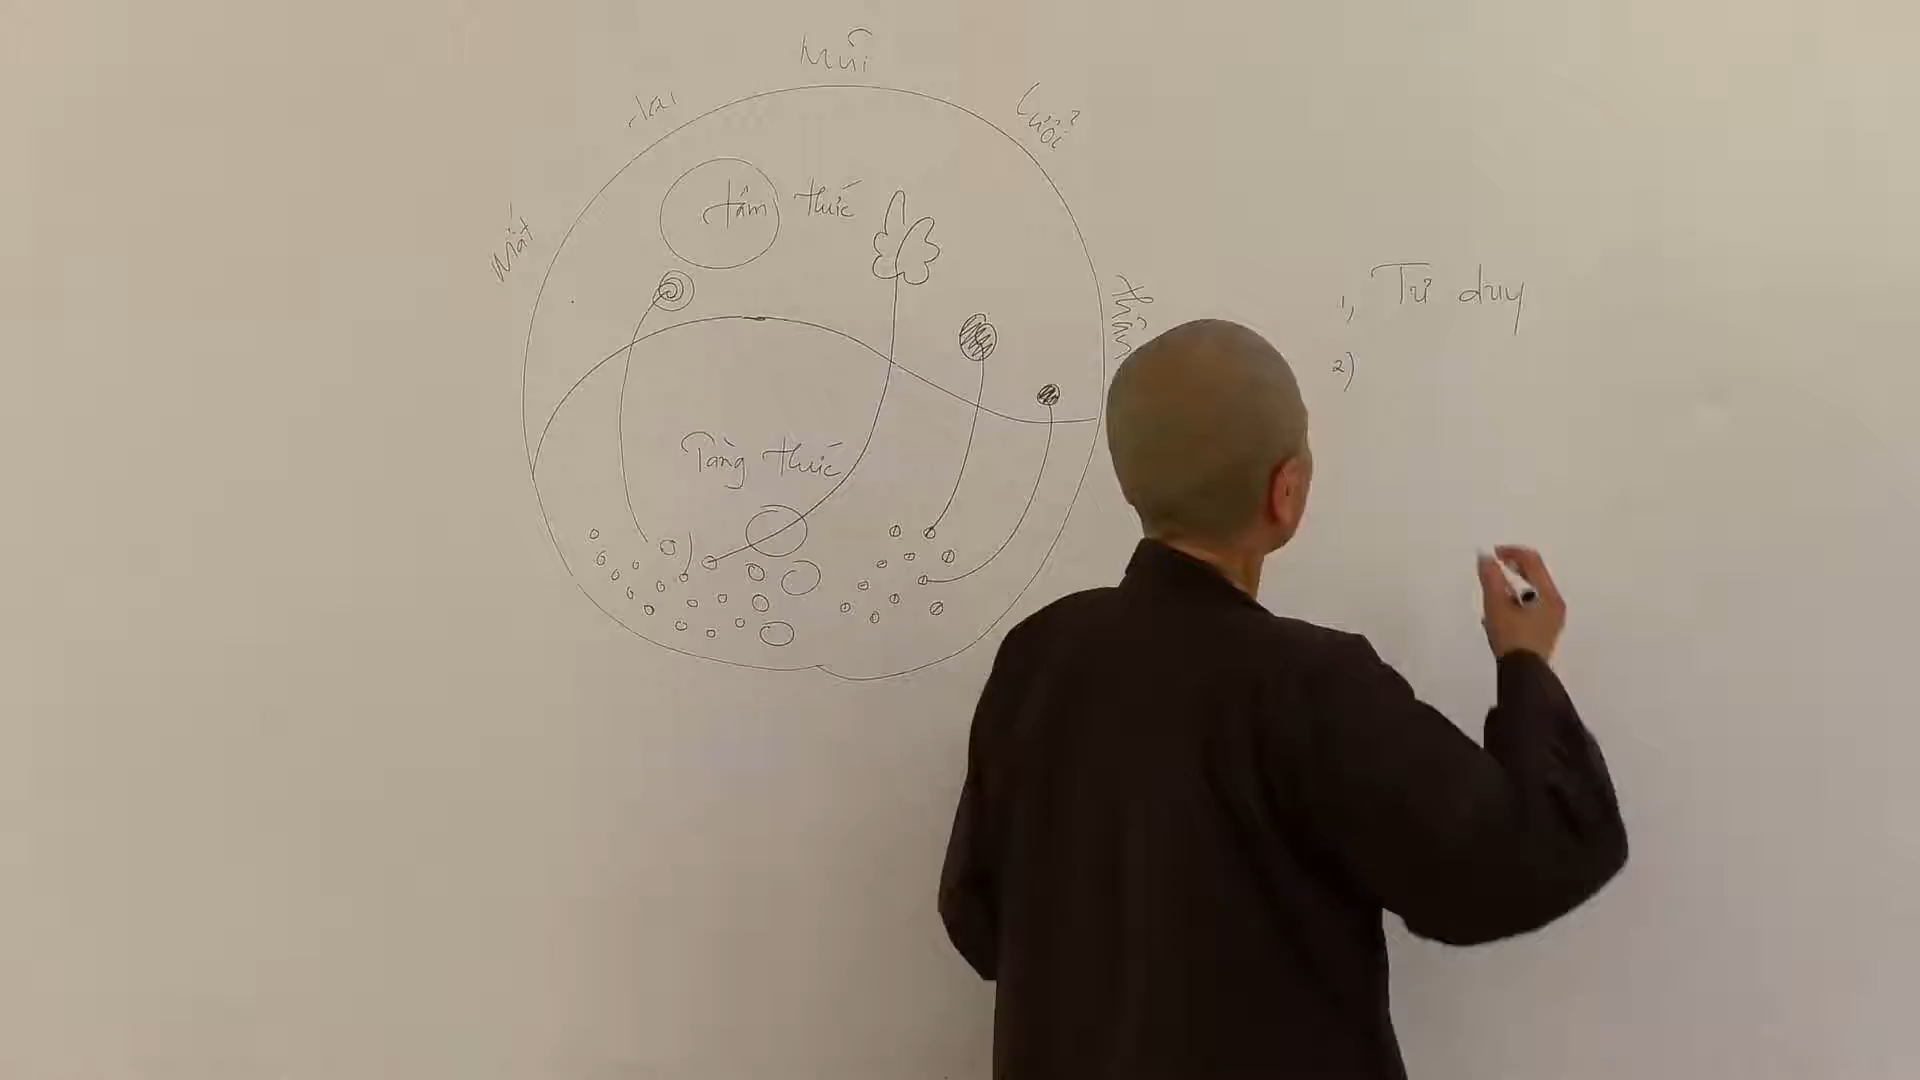 Mũi
Tai
Lưỡi
Mắt
tâm thức
thân
1, Tư duy
2)
Tàng thức